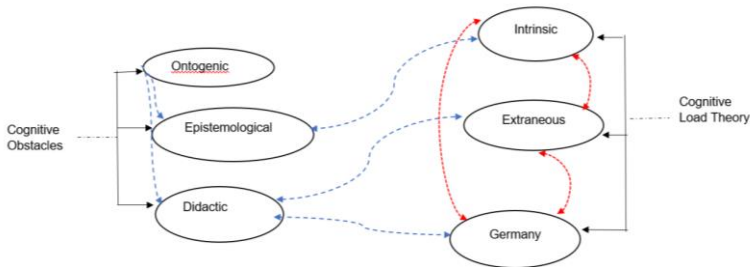 Cognitive
Obstacles
Ontogenic
Epistemological
Didactic
Intrinsic
Extraneous
Germany
Cognitive
Load Theory